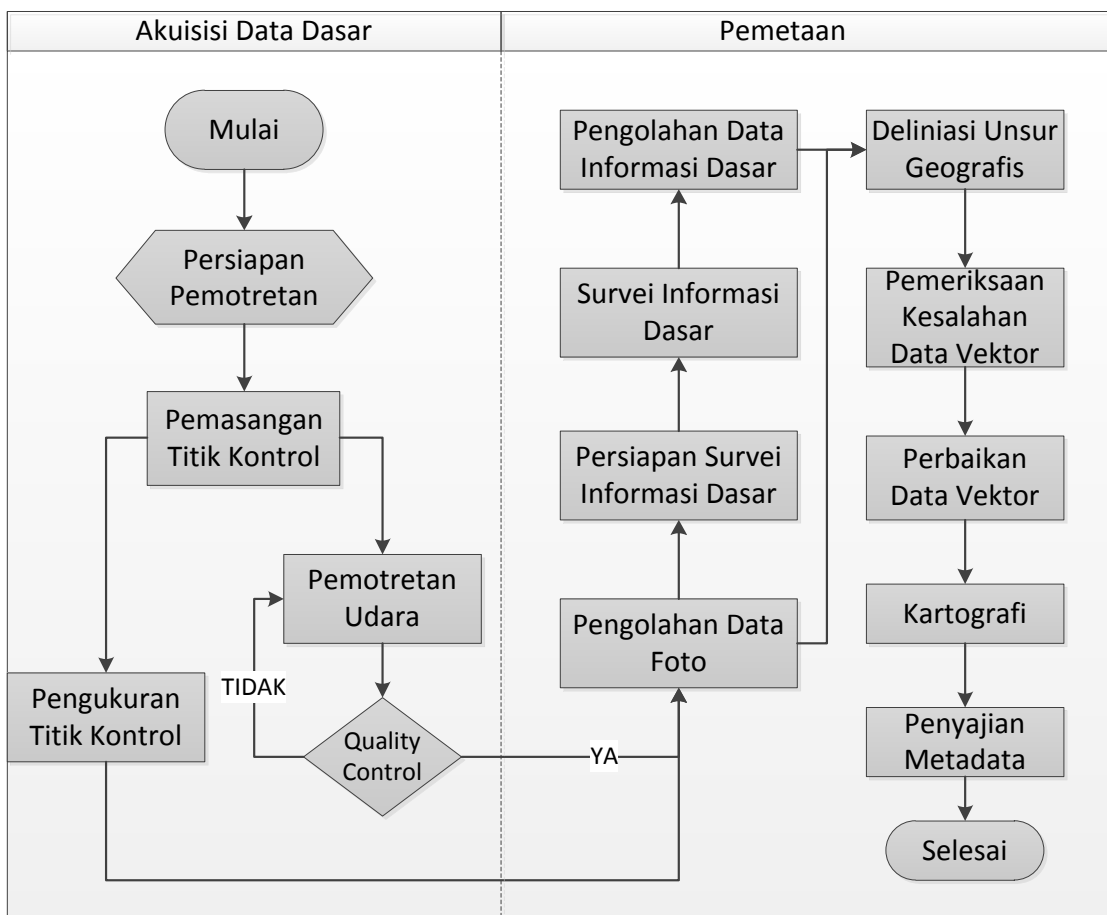 Akuisisi Data Dasar
Pemetaan
Mulai
Persiapan
Pemotretan
Pemasangan
Titik Kontrol
Pemotretan
Udara
TIDAK
Pengukuran
Titik Kontrol
Quality
Control
YA
Pengolahan Data
Informasi Dasar
Survei Informasi
Dasar
Persiapan Survei
Informasi Dasar
Pengolahan Data
Foto
Deliniasi Unsur
Geografis
Pemeriksaan
Kesalahan
Data Vektor
Perbaikan
Data Vektor
Kartografi
Penyajian
Metadata
Selesai